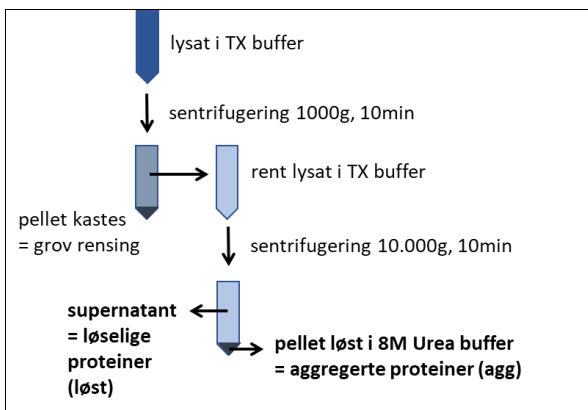 lysat i TX buffer
sentrifugering 1000g, 10min
rent lysat i TX buffer
pellet kastes
= grov rensing
sentrifugering 10.000g, 10min
supernatant
= løselige
proteiner
(løst)
pellet løst i 8M Urea buffer
= aggregerte proteiner (agg)